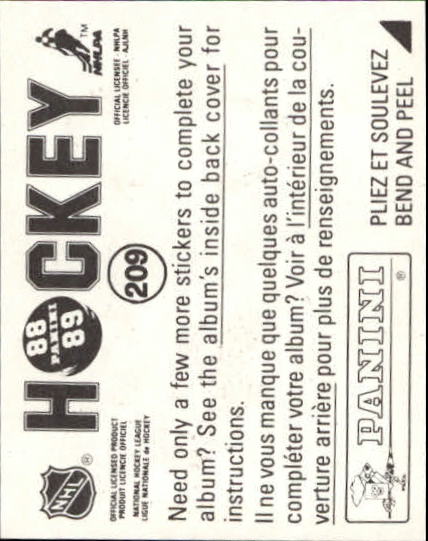 NHL
®
OFFICIAL LICENSED PRODUCT
PRODUIT LICENCIÉ OFFICIEL
NATIONAL HOCKEY LEAGUE
LIGUE NATIONALE de HOCKEY
HOCKEY
88
PANINI
89
209
NHLPA
TM
OFFICIAL LICENSEE - NHLPA
LICENCIÉ OFFICIEL - AJLNH
Need only a few more stickers to complete your
album? See the album's inside back cover for
instructions.
Il ne vous manque que quelques auto-collants pour
compléter votre album? Voir à l'intérieur de la cou-
verture arrière pour plus de renseignements.
PANINI
®
PLIEZ ET SOULEVEZ
BEND AND PEEL